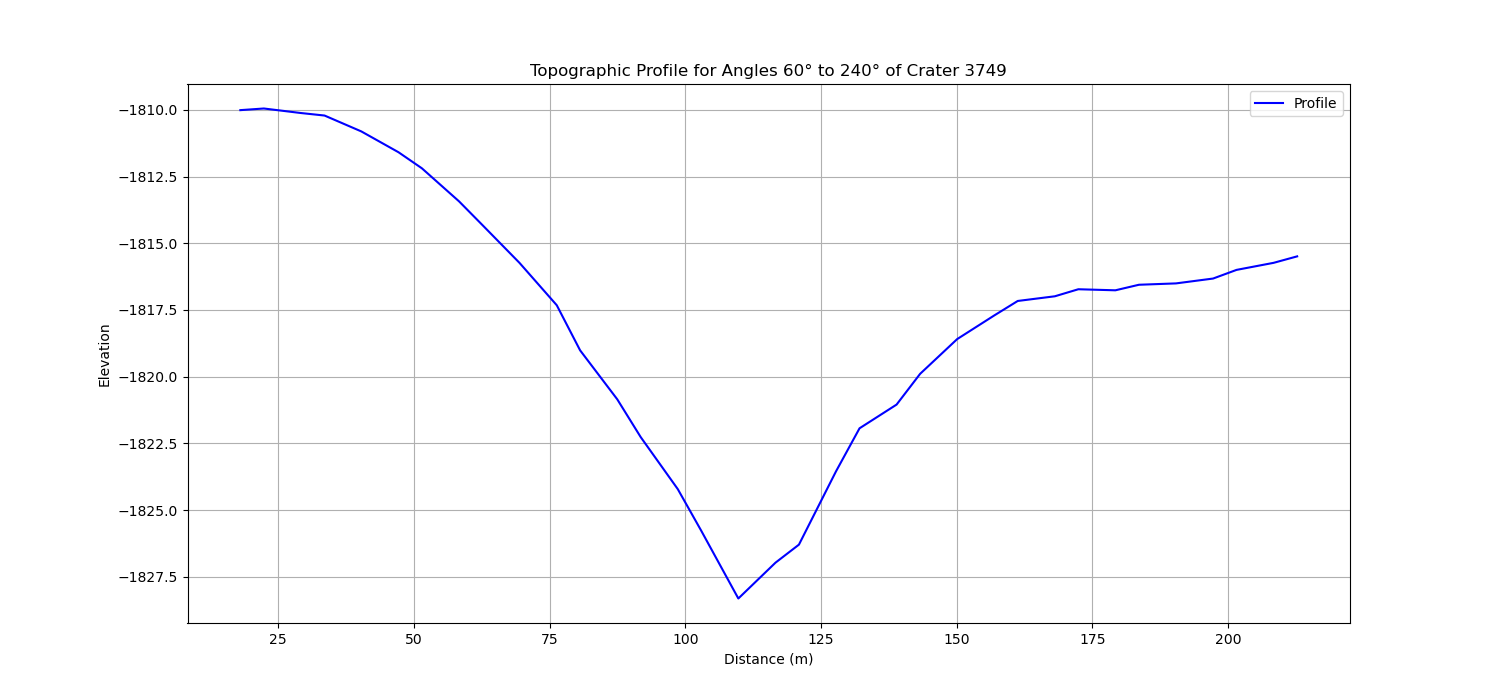 Topographic Profile for Angles 60° to 240° of Crater 3749
Profile
Elevation
−1810.0
−1812.5
−1815.0
−1817.5
−1820.0
−1822.5
−1825.0
−1827.5
25 50 75 100 125 150 175 200
Distance (m)